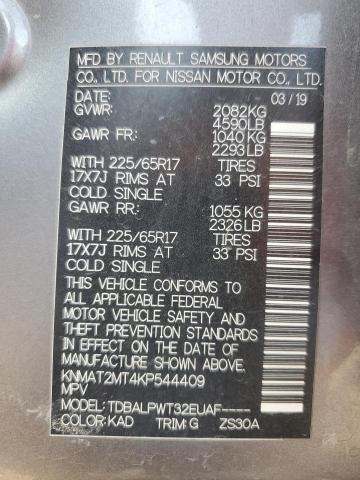 MFD BY RENAULT SAMSUNG MOTORS
CO., LTD. FOR NISSAN MOTOR CO., LTD.
DATE: 03/19
GVWR: 2082KG
4590LB
GAWR FR: 1040KG
2293LB
WITH 225/65R17 TIRES
17X7J RIMS AT 33 PSI
COLD SINGLE
GAWR RR: 1055 KG
2326LB
WITH 225/65R17 TIRES
17X7J RIMS AT 33 PSI
COLD SINGLE
THIS VEHICLE CONFORMS TO
ALL APPLICABLE FEDERAL
MOTOR VEHICLE SAFETY AND
THEFT PREVENTION STANDARDS
IN EFFECT ON THE DATE OF
MANUFACTURE SHOWN ABOVE.
KNMAT2MT4KP544409
MPV
MODEL: TDBALPWT32EUAF----
COLOR: KAD TRIM: G ZS30A